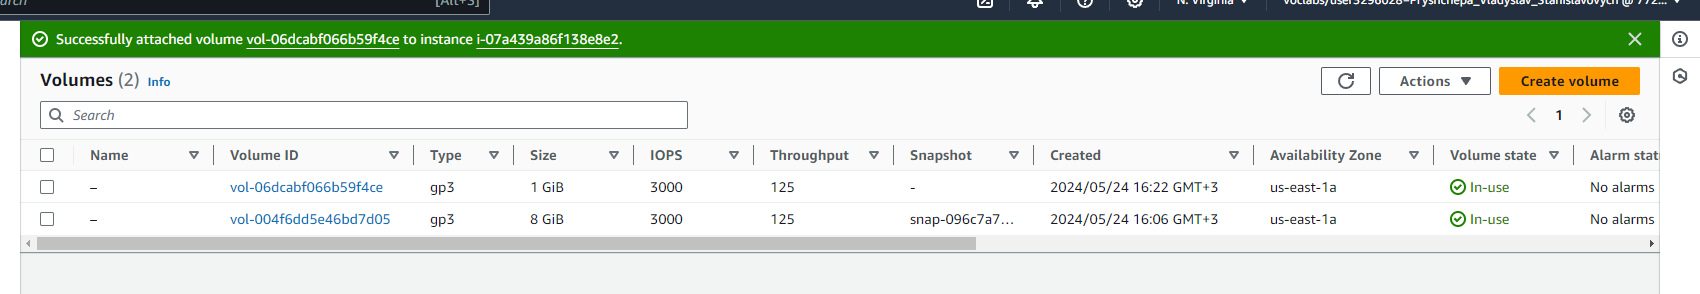 [Alt+S]
N. Virginia
Successfully attached volume vol-06dcabf066b59f4ce to instance i-07a439a86f138e8e2.
Volumes (2) Info
Actions
Create volume
Search
1
Name Volume ID Type Size IOPS Throughput Snapshot Created Availability Zone Volume state Alarm stat
– vol-06dcabf066b59f4ce gp3 1 GiB 3000 125 - 2024/05/24 16:22 GMT+3 us-east-1a In-use No alarms
– vol-004f6dd5e46bd7d05 gp3 8 GiB 3000 125 snap-096c7a7... 2024/05/24 16:06 GMT+3 us-east-1a In-use No alarms